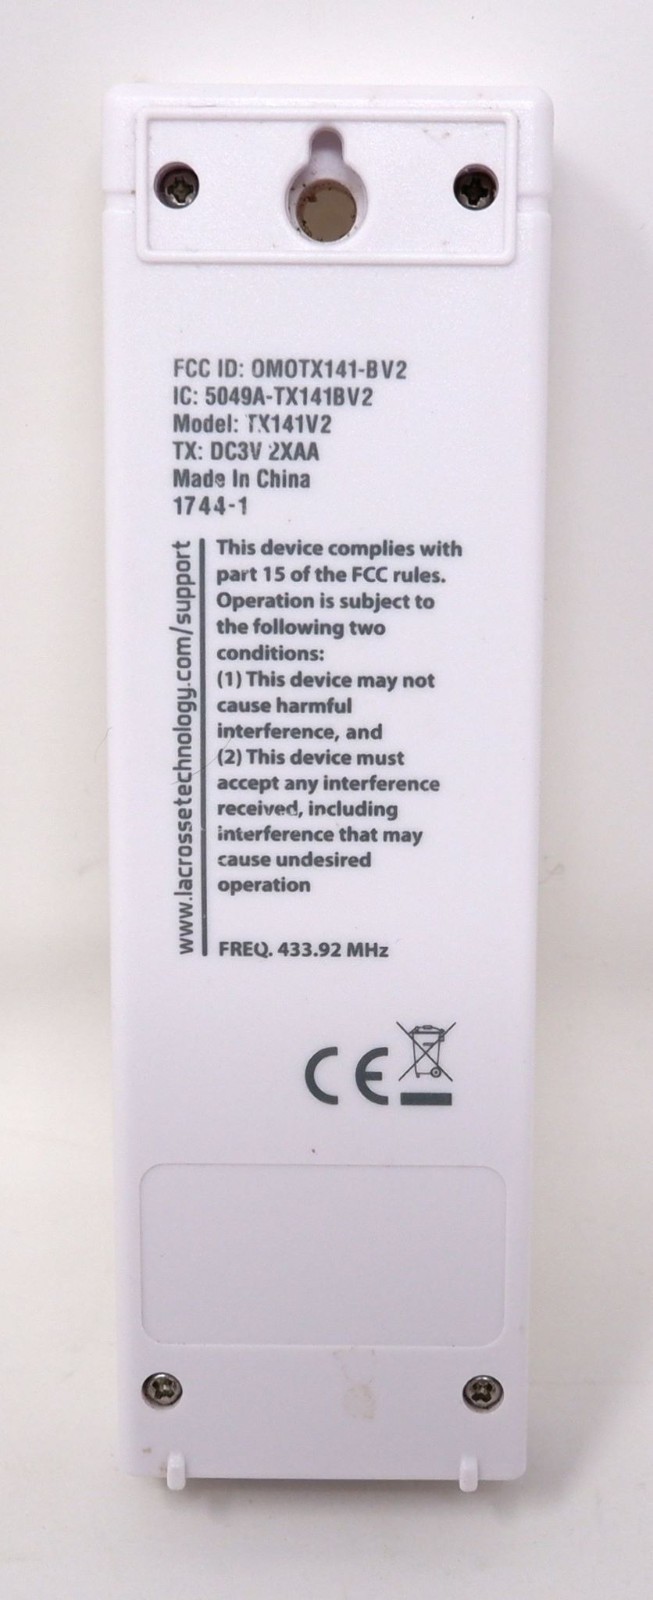 FCC ID: OMOTX141-BV2
IC: 5049A-TX141BV2
Model: TX141V2
TX: DC3V 2XAA
Made In China
1744-1
www.lacrossetechnology.com/support
This device complies with
part 15 of the FCC rules.
Operation is subject to
the following two
conditions:
(1) This device may not
cause harmful
interference, and
(2) This device must
accept any interference
received, including
interference that may
cause undesired
operation
FREQ. 433.92 MHz
CE